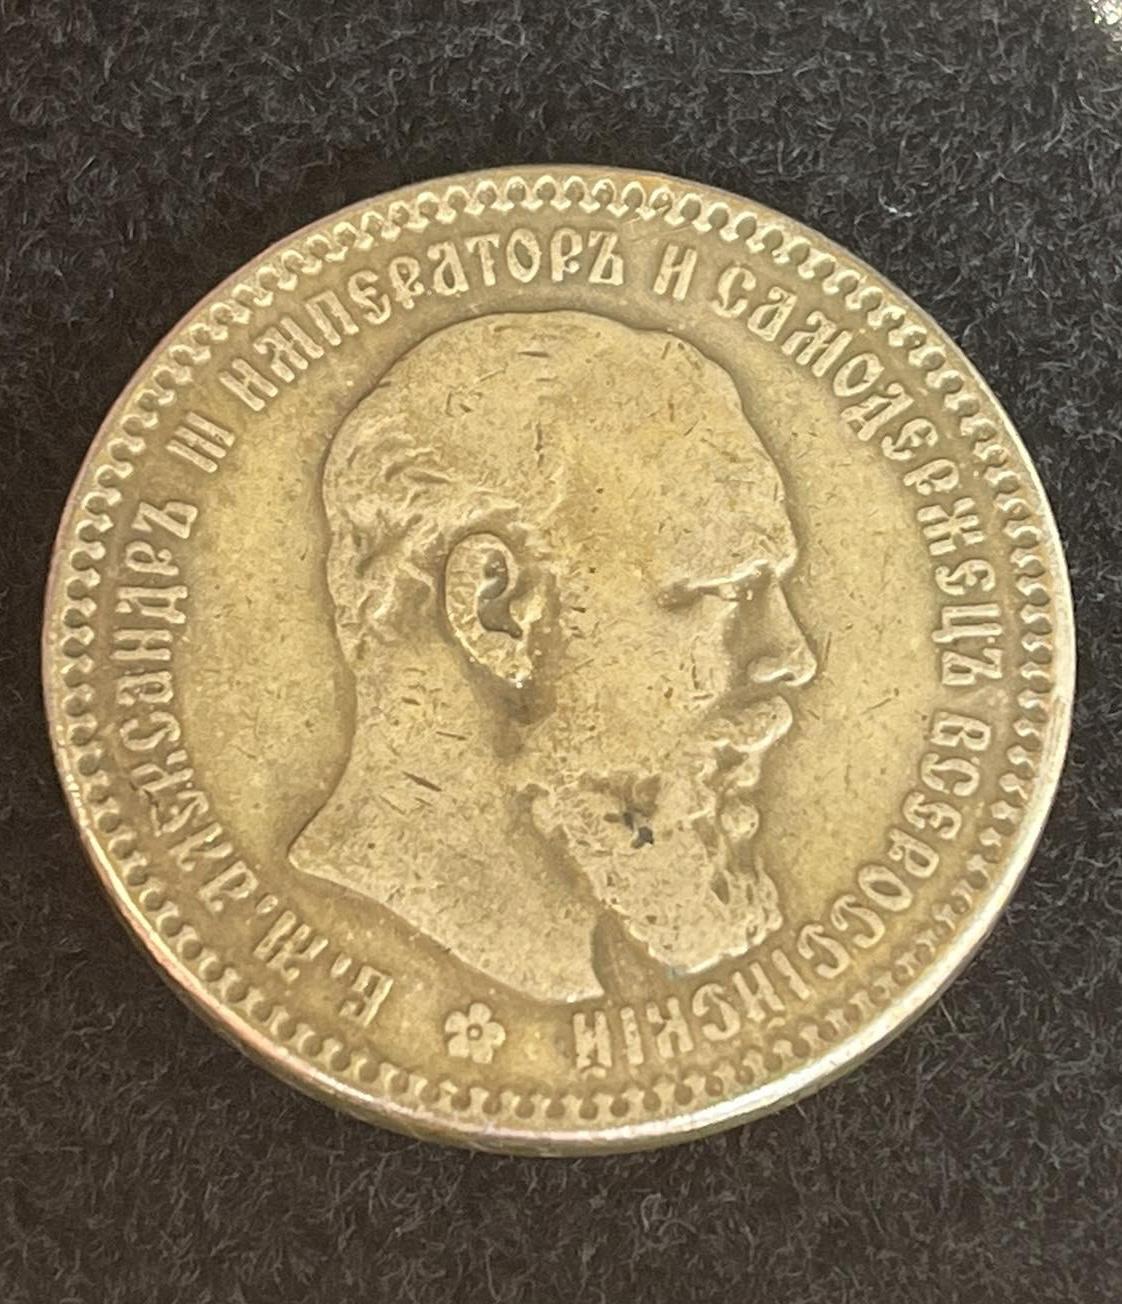 Б. М. АЛЕКСАНДРЪ III ИМПЕРАТОРЪ И САМОДЕРЖЕЦЪ ВСЕРОССІЙСКІЙ